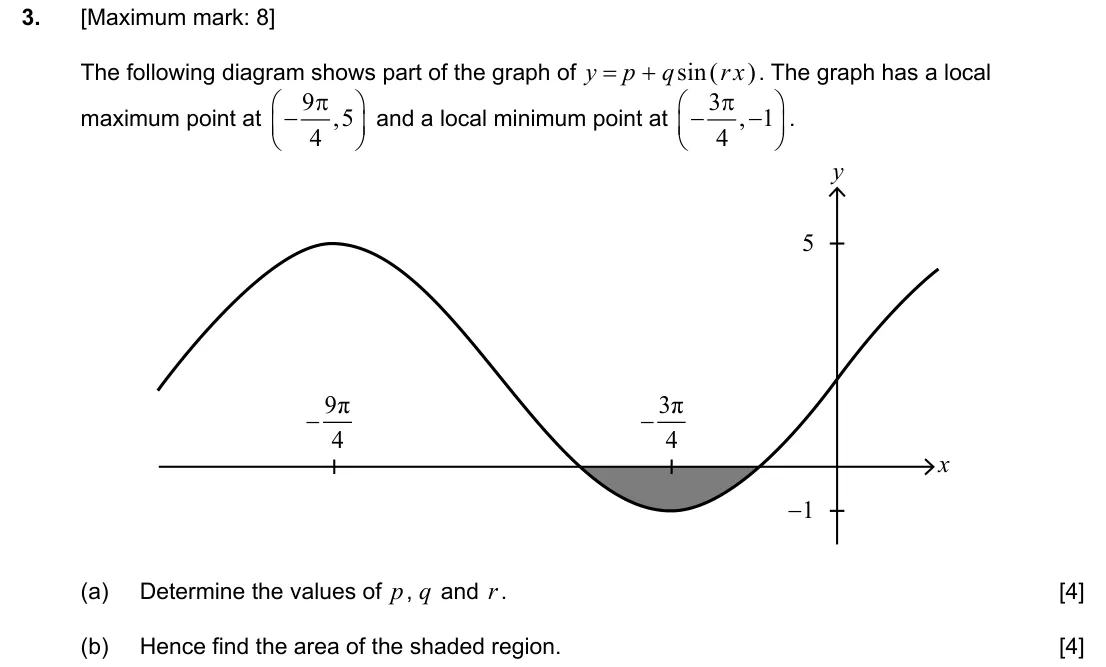 3. [Maximum mark: 8]
The following diagram shows part of the graph of y = p + q sin(rx). The graph has a local
maximum point at (−9π/4, 5) and a local minimum point at (−3π/4, −1).
y
5
−9π/4
−3π/4
x
−1
(a) Determine the values of p, q and r. [4]
(b) Hence find the area of the shaded region. [4]